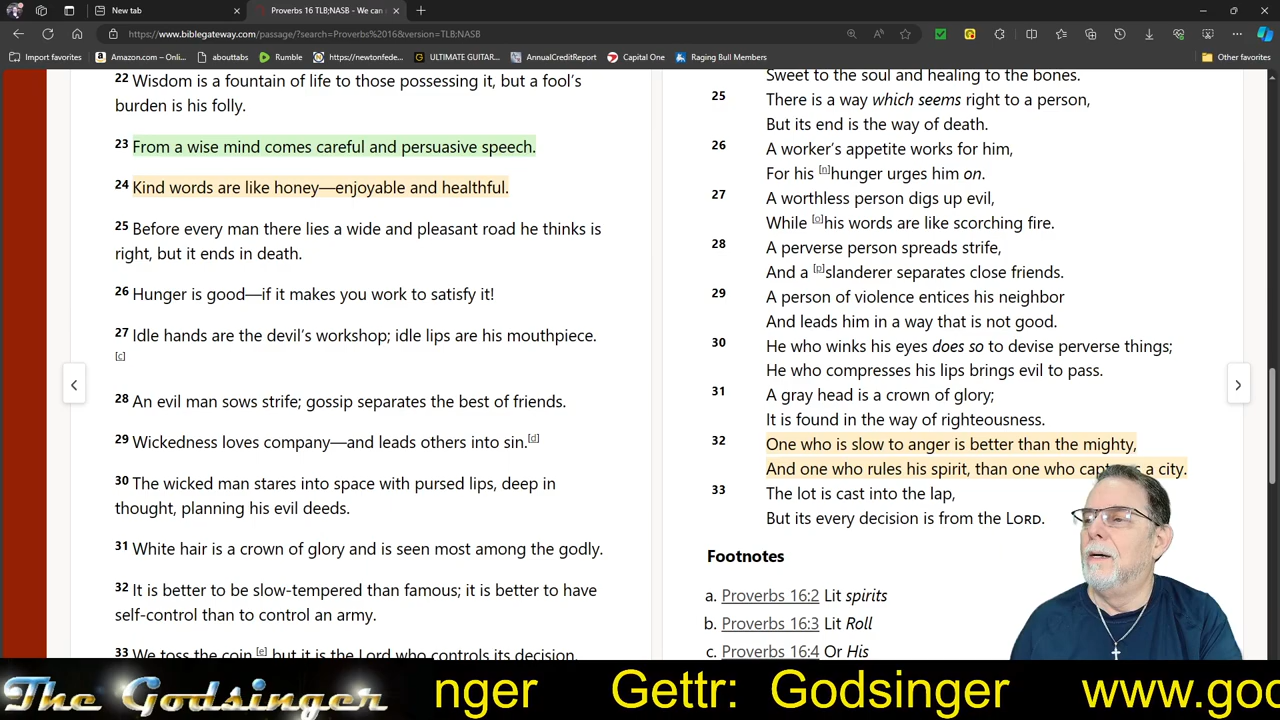 New tab
Proverbs 16 TLB;NASB - We can
https://www.biblegateway.com/passage/?search=Proverbs%2016&version=TLB;NASB
Import favorites
Amazon.com – Onli...
abouttabs
Rumble
https://newtonfede...
ULTIMATE GUITAR...
AnnualCreditReport
Capital One
Raging Bull Members
Other favorites
22 Wisdom is a fountain of life to those possessing it, but a fool's
burden is his folly.
23 From a wise mind comes careful and persuasive speech.
24 Kind words are like honey—enjoyable and healthful.
25 Before every man there lies a wide and pleasant road he thinks is
right, but it ends in death.
26 Hunger is good—if it makes you work to satisfy it!
27 Idle hands are the devil's workshop; idle lips are his mouthpiece.
[c]
28 An evil man sows strife; gossip separates the best of friends.
29 Wickedness loves company—and leads others into sin.[d]
30 The wicked man stares into space with pursed lips, deep in
thought, planning his evil deeds.
31 White hair is a crown of glory and is seen most among the godly.
32 It is better to be slow-tempered than famous; it is better to have
self-control than to control an army.
33 We toss the coin,[e] but it is the Lord who controls its decision.
Sweet to the soul and healing to the bones.
25 There is a way which seems right to a person,
But its end is the way of death.
26 A worker's appetite works for him,
For his [n]hunger urges him on.
27 A worthless person digs up evil,
While [o]his words are like scorching fire.
28 A perverse person spreads strife,
And a [p]slanderer separates close friends.
29 A person of violence entices his neighbor
And leads him in a way that is not good.
30 He who winks his eyes does so to devise perverse things;
He who compresses his lips brings evil to pass.
31 A gray head is a crown of glory;
It is found in the way of righteousness.
32 One who is slow to anger is better than the mighty,
And one who rules his spirit, than one who captures a city.
33 The lot is cast into the lap,
But its every decision is from the LORD.
Footnotes
a. Proverbs 16:2 Lit spirits
b. Proverbs 16:3 Lit Roll
c. Proverbs 16:4 Or His
The Godsinger
nger Gettr: Godsinger www.goo